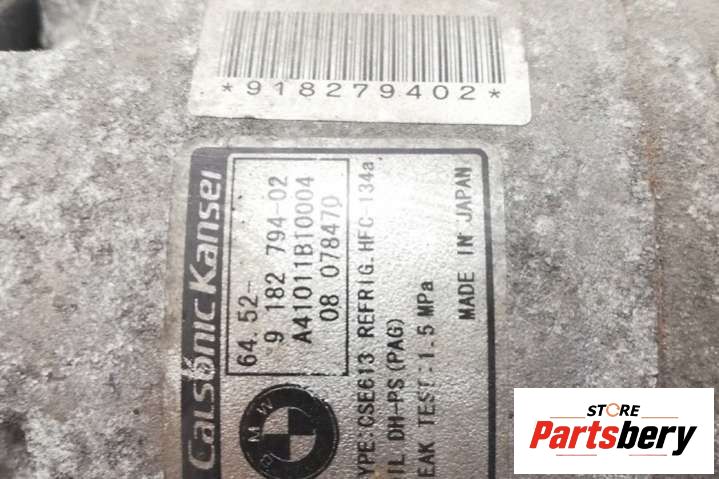 *918279402*
CalsonicKansei
64.52-
9 182 794-02
A41011B10004
08 078470
BMW
YPE:CSE613 REFRIG.HFC-134a.
IL DH-PS(PAG)
EAK TEST:1.5 MPa
MADE IN JAPAN
STORE
Partsbery